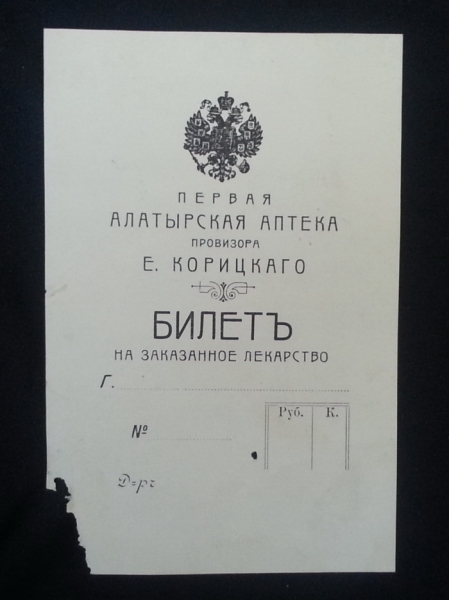 ПЕРВАЯ
АЛАТЫРСКАЯ АПТЕКА
ПРОВИЗОРА
Е. КОРИЦКАГО
БИЛЕТЪ
НА ЗАКАЗАННОЕ ЛЕКАРСТВО
Г.
Руб. К.
№